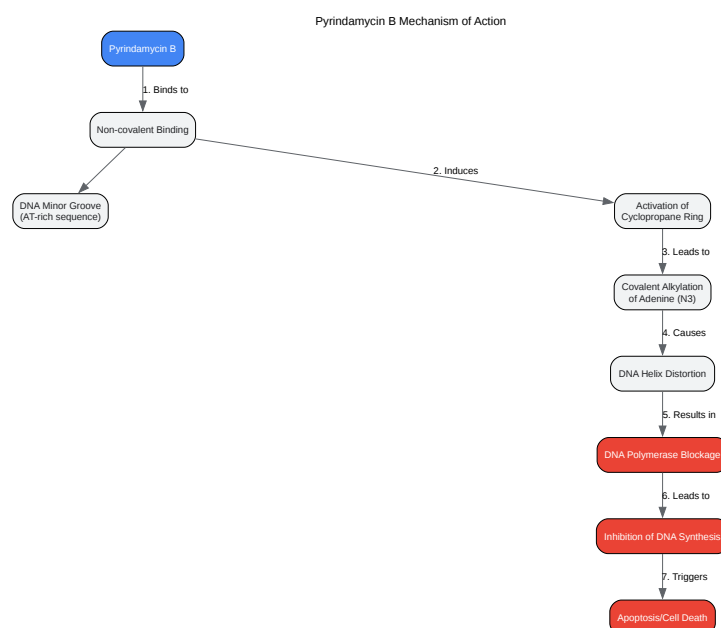 Pyrindamycin B Mechanism of Action
Pyrindamycin B
1. Binds to
Non-covalent Binding
2. Induces
DNA Minor Groove
(AT-rich sequence)
Activation of
Cyclopropane Ring
3. Leads to
Covalent Alkylation
of Adenine (N3)
4. Causes
DNA Helix Distortion
5. Results in
DNA Polymerase Blockage
6. Leads to
Inhibition of DNA Synthesis
7. Triggers
Apoptosis/Cell Death